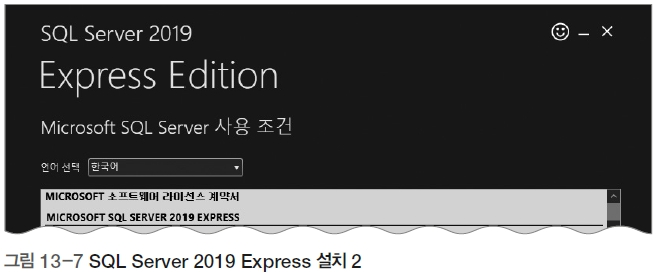 SQL Server 2019
Express Edition
Microsoft SQL Server 사용 조건
언어 선택 한국어
MICROSOFT 소프트웨어 라이선스 계약서
MICROSOFT SQL SERVER 2019 EXPRESS
그림 13-7 SQL Server 2019 Express 설치 2